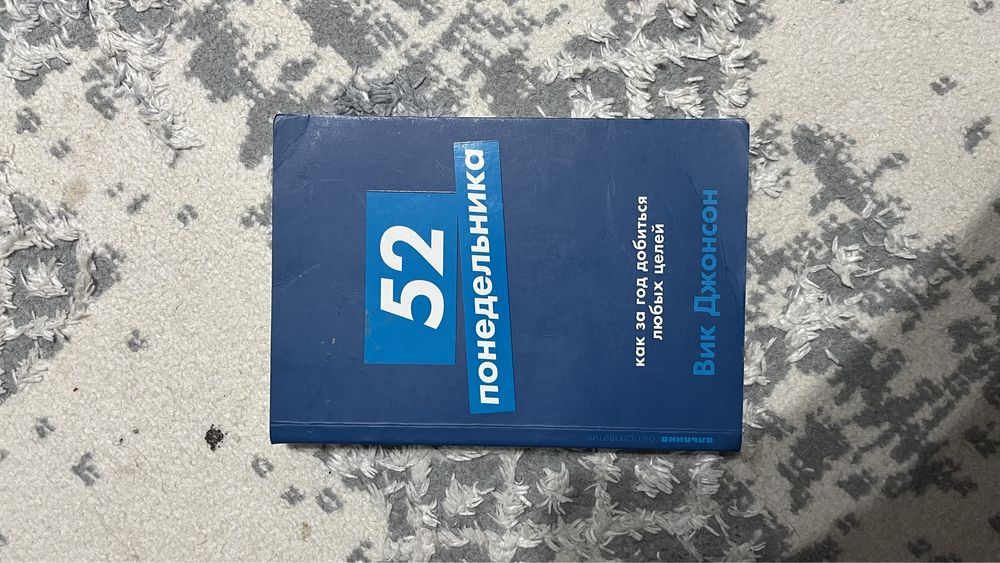 52
понедельника
как за год добиться
любых целей
Вик Джонсон
альпина
саморазвитие